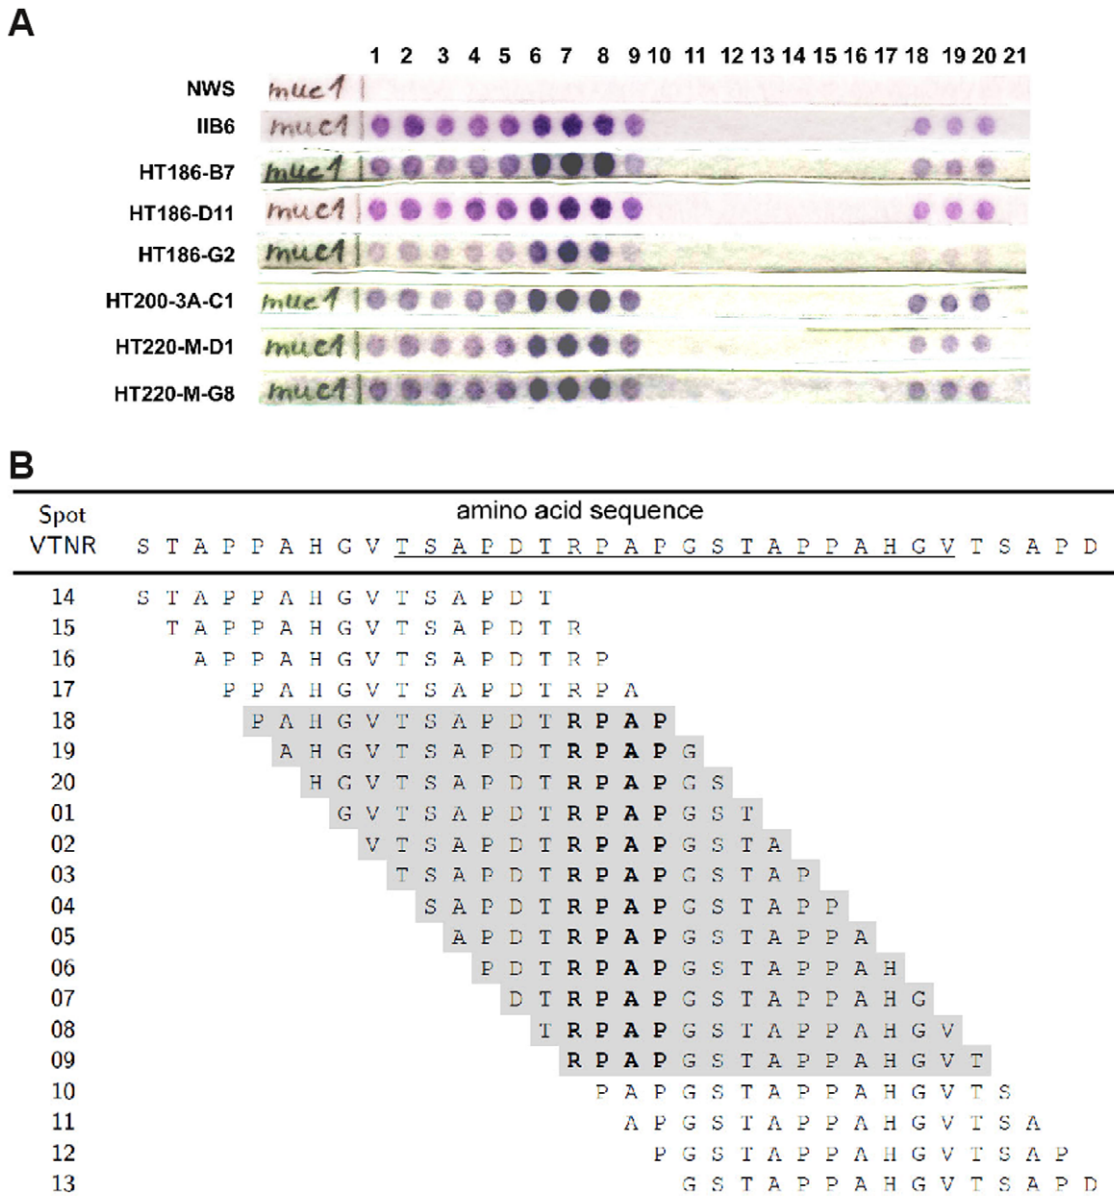 A
1 2 3 4 5 6 7 8 9 10 11 12 13 14 15 16 17 18 19 20 21
NWS muc1
IIB6 muc1
HT186-B7 muc1
HT186-D11 muc1
HT186-G2 muc1
HT200-3A-C1 muc1
HT220-M-D1 muc1
HT220-M-G8 muc1
B
Spot amino acid sequence
VTNR S T A P P A H G V T S A P D T R P A P G S T A P P A H G V T S A P D
14 S T A P P A H G V T S A P D T
15 T A P P A H G V T S A P D T R
16 A P P A H G V T S A P D T R P
17 P P A H G V T S A P D T R P A
18 P A H G V T S A P D T R P A P
19 A H G V T S A P D T R P A P G
20 H G V T S A P D T R P A P G S
01 G V T S A P D T R P A P G S T
02 V T S A P D T R P A P G S T A
03 T S A P D T R P A P G S T A P
04 S A P D T R P A P G S T A P P
05 A P D T R P A P G S T A P P A
06 P D T R P A P G S T A P P A H
07 D T R P A P G S T A P P A H G
08 T R P A P G S T A P P A H G V
09 R P A P G S T A P P A H G V T
10 P A P G S T A P P A H G V T S
11 A P G S T A P P A H G V T S A
12 P G S T A P P A H G V T S A P
13 G S T A P P A H G V T S A P D